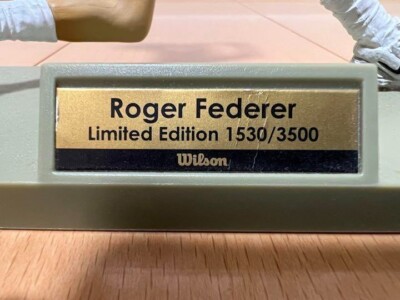 Roger Federer
Limited Edition 1530/3500
Wilson